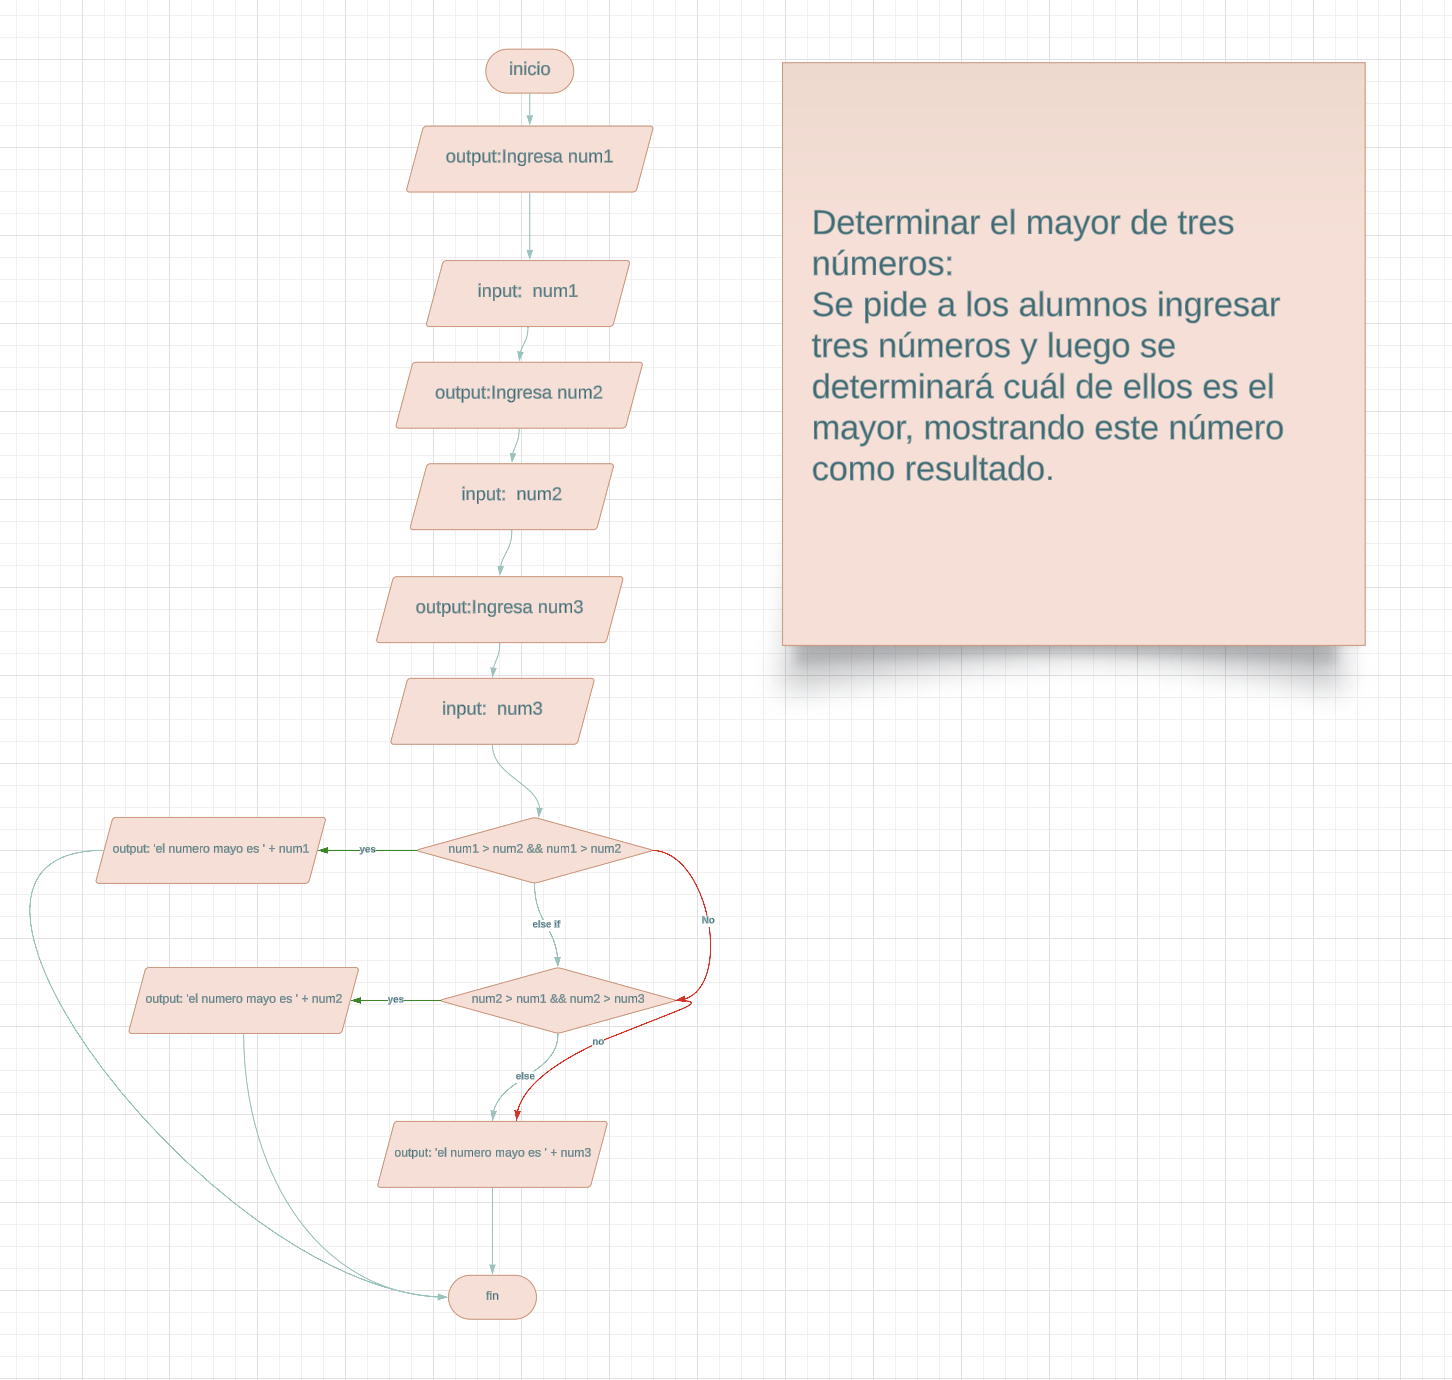 inicio
output:Ingresa num1
input:  num1
output:Ingresa num2
input:  num2
output:Ingresa num3
input:  num3
Determinar el mayor de tres
números:
Se pide a los alumnos ingresar
tres números y luego se
determinará cuál de ellos es el
mayor, mostrando este número
como resultado.
output: 'el numero mayo es ' + num1
yes
num1 > num2 && num1 > num2
else if
No
output: 'el numero mayo es ' + num2
yes
num2 > num1 && num2 > num3
no
else
output: 'el numero mayo es ' + num3
fin